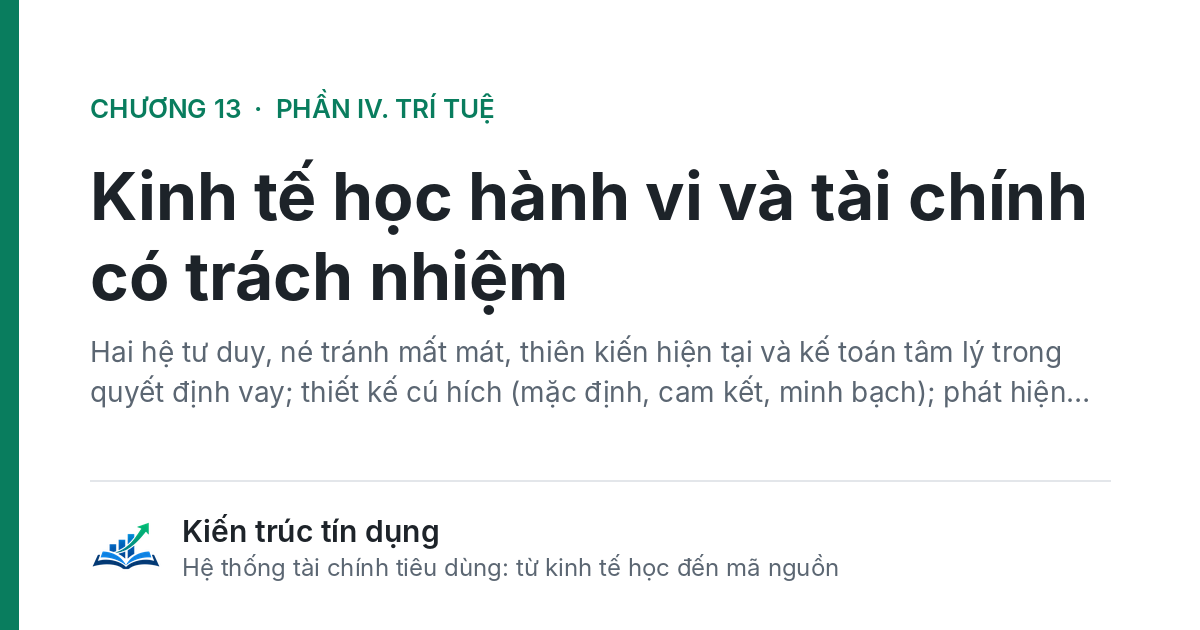 CHƯƠNG 13 · PHẦN IV. TRÍ TUỆ
Kinh tế học hành vi và tài chính
có trách nhiệm
Hai hệ tư duy, né tránh mất mát, thiên kiến hiện tại và kế toán tâm lý trong
quyết định vay; thiết kế cú hích (mặc định, cam kết, minh bạch); phát hiện…
Kiến trúc tín dụng
Hệ thống tài chính tiêu dùng: từ kinh tế học đến mã nguồn